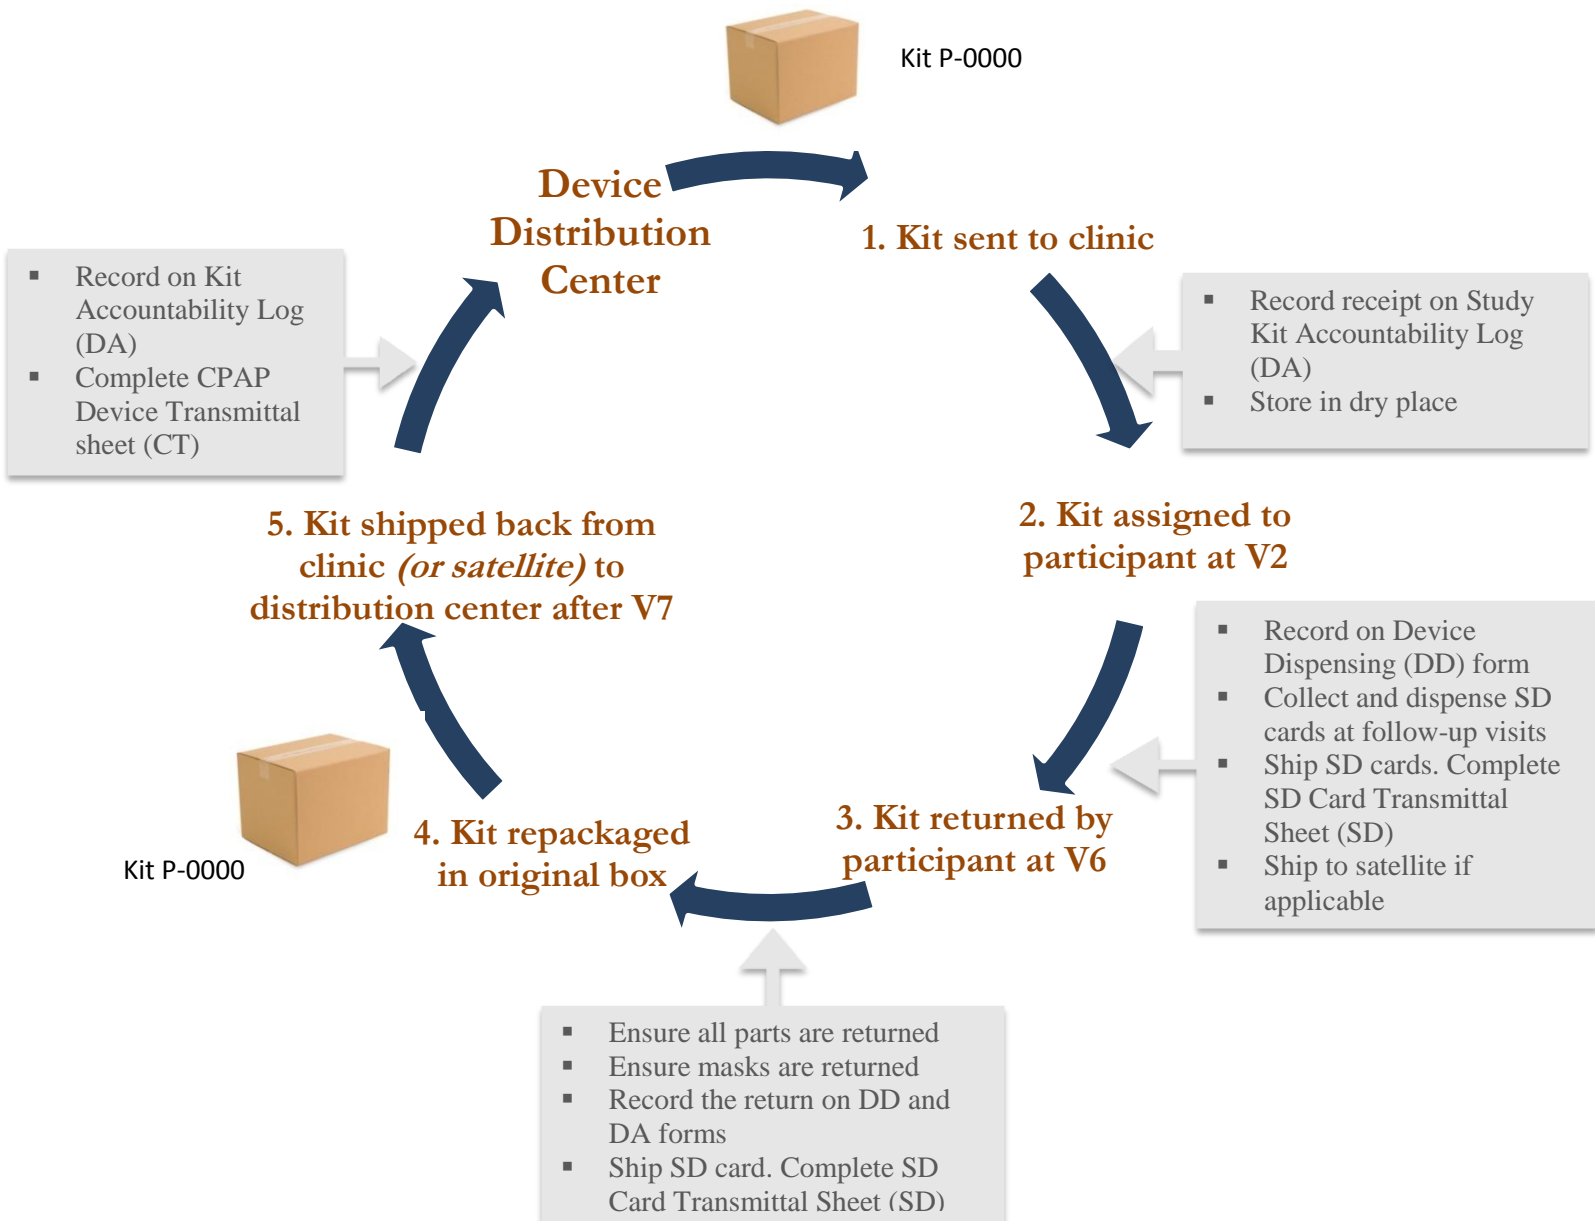 Kit P-0000
Device
Distribution
Center
1. Kit sent to clinic
▪ Record receipt on Study
Kit Accountability Log
(DA)
▪ Store in dry place
2. Kit assigned to
participant at V2
▪ Record on Device
Dispensing (DD) form
▪ Collect and dispense SD
cards at follow-up visits
▪ Ship SD cards. Complete
SD Card Transmittal
Sheet (SD)
▪ Ship to satellite if
applicable
3. Kit returned by
participant at V6
▪ Ensure all parts are returned
▪ Ensure masks are returned
▪ Record the return on DD and
DA forms
▪ Ship SD card. Complete SD
Card Transmittal Sheet (SD)
4. Kit repackaged
in original box
Kit P-0000
5. Kit shipped back from
clinic (or satellite) to
distribution center after V7
▪ Record on Kit
Accountability Log
(DA)
▪ Complete CPAP
Device Transmittal
sheet (CT)